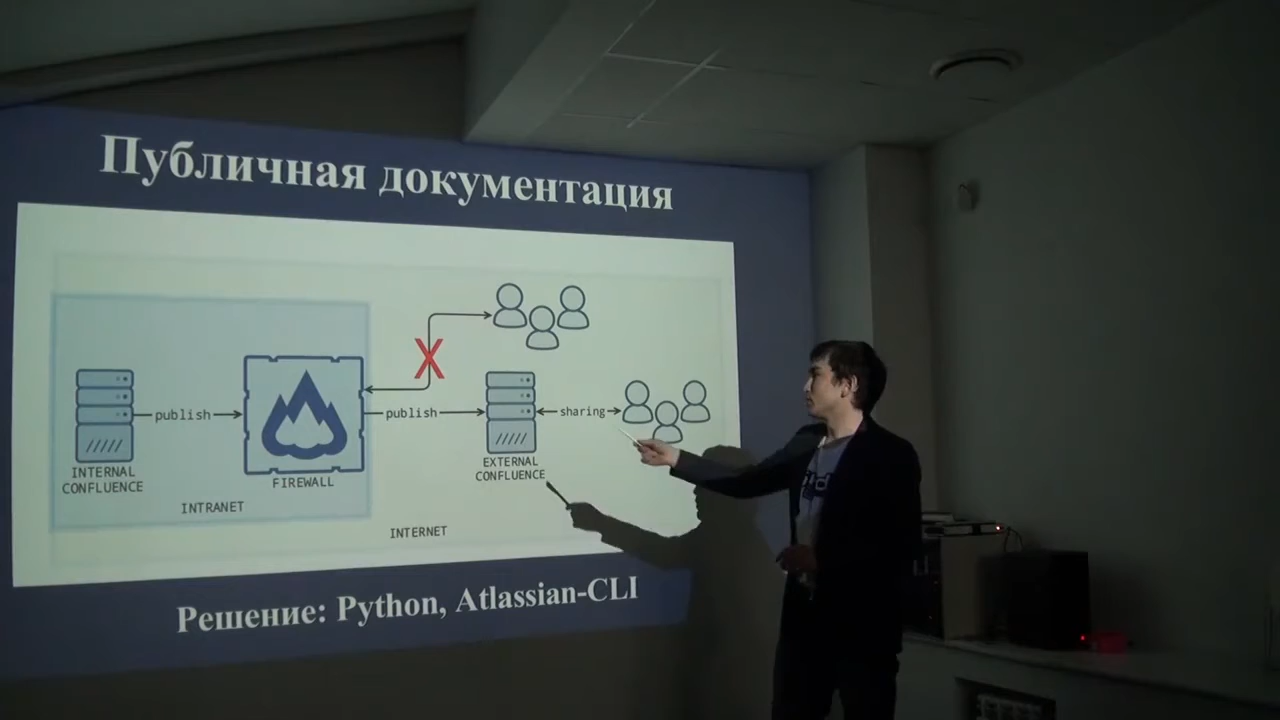 Публичная документация
X
publish
publish
sharing
INTERNAL
CONFLUENCE
FIREWALL
EXTERNAL
CONFLUENCE
INTRANET
INTERNET
Решение: Python, Atlassian-CLI